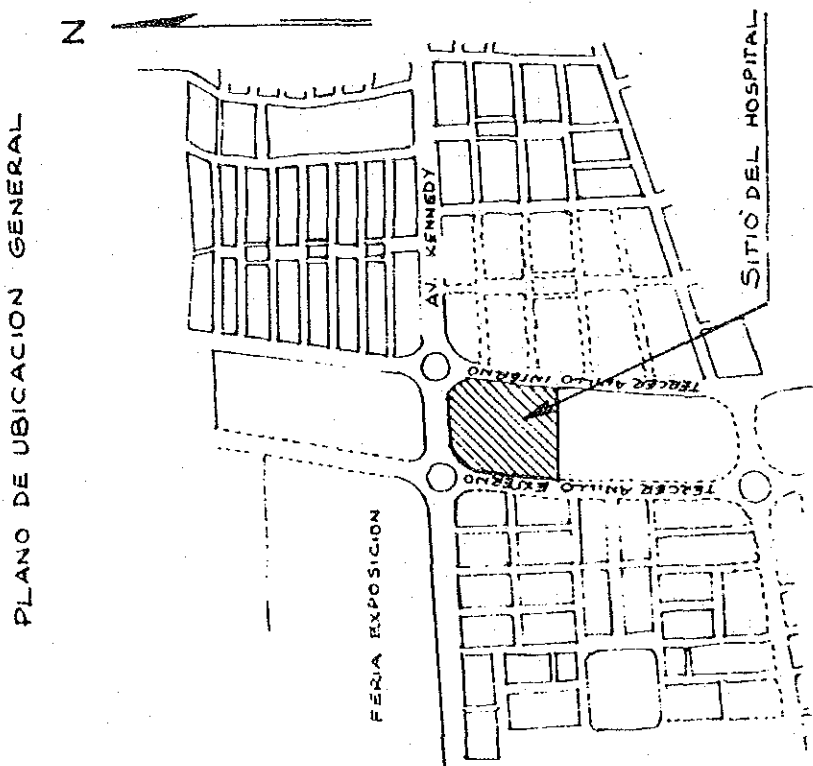 PLANO DE UBICACION GENERAL
N
AV. KENNEDY
SITIO DEL HOSPITAL
TERCER ANILLO INTERNO
TERCER ANILLO EXTERNO
FERIA EXPOSICION